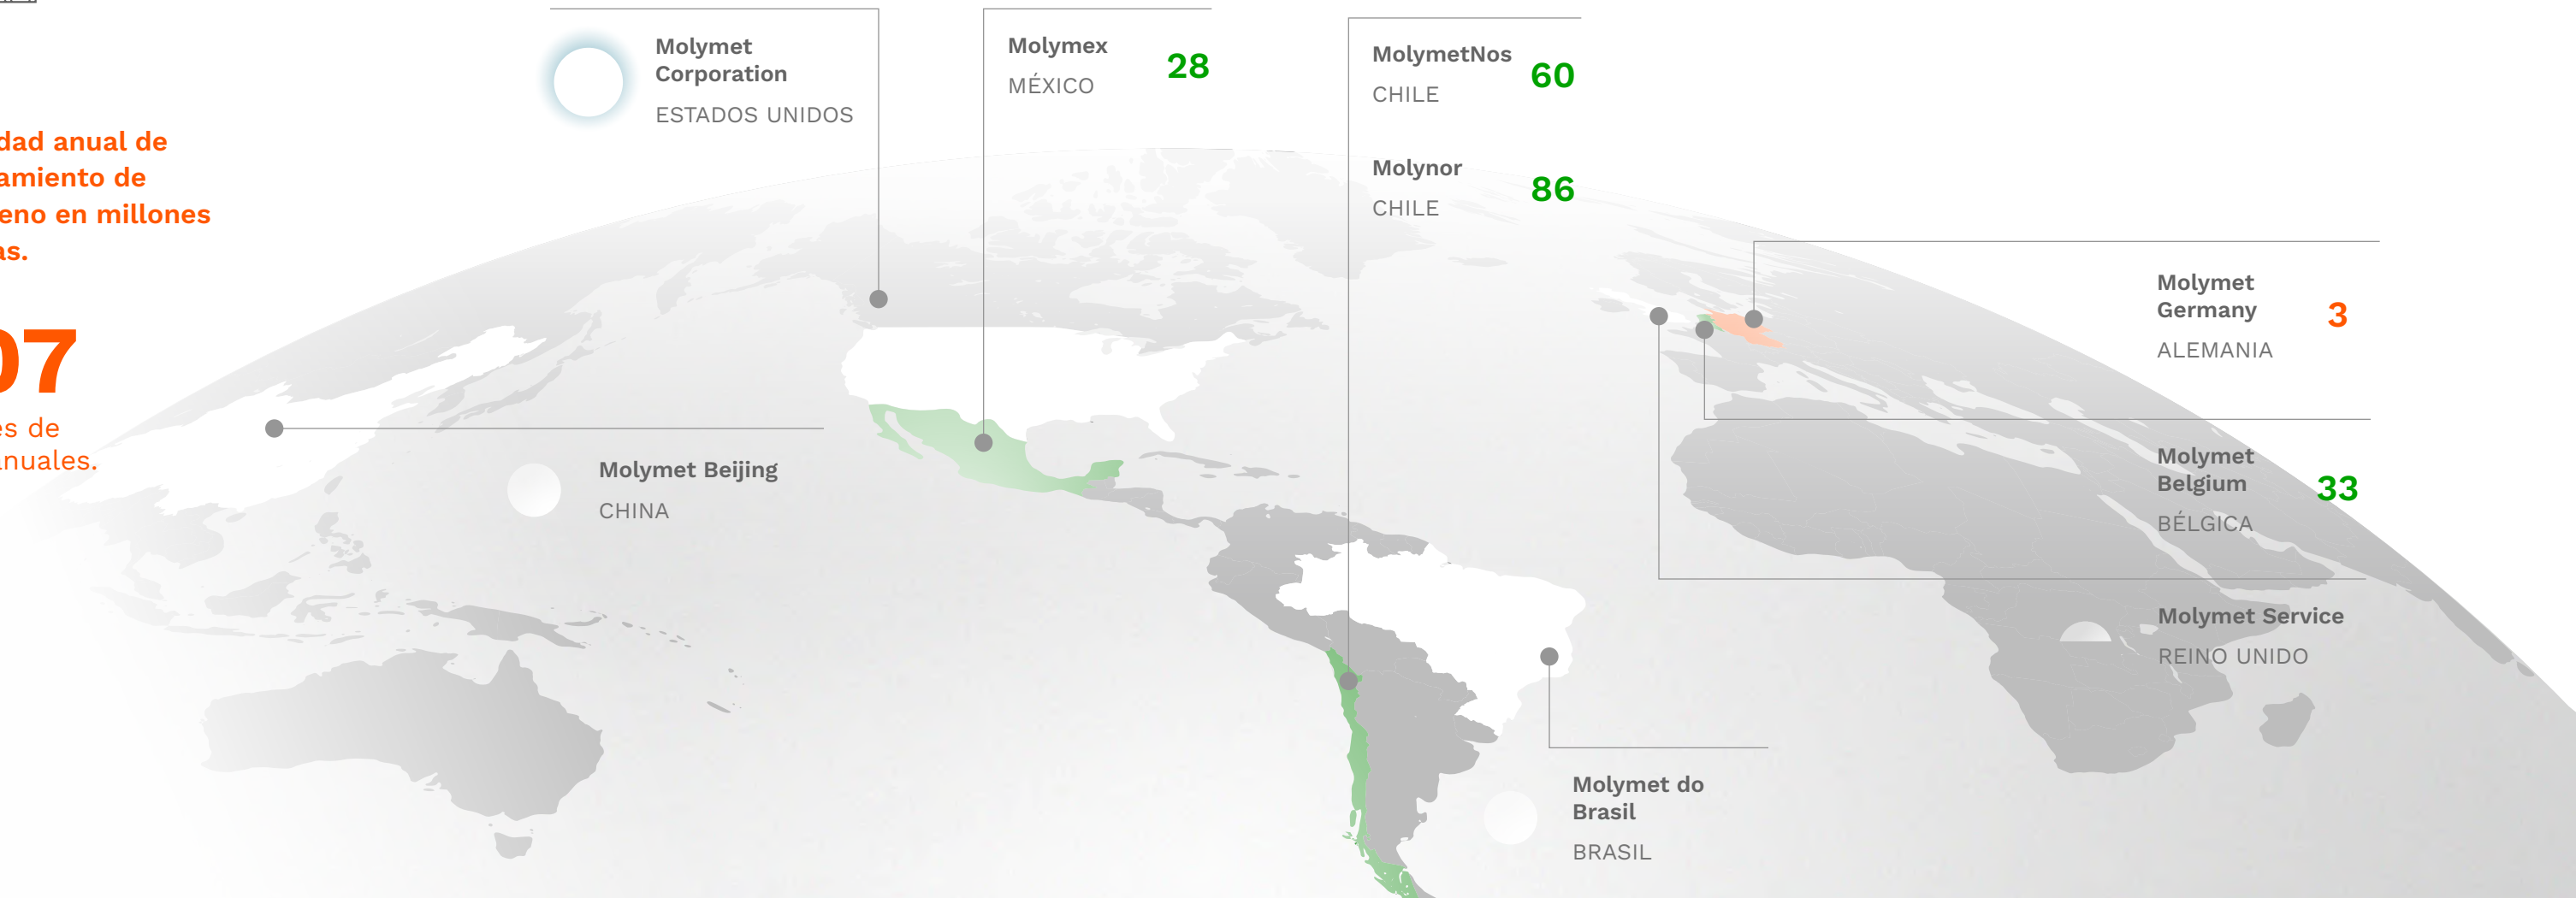 Molymet
Corporation
ESTADOS UNIDOS
Molymex
MÉXICO
28
MolymetNos
CHILE
60
Molynor
CHILE
86
dad anual de
amiento de
eno en millones
as.
07
es de
anuales.
Molymet
Germany
ALEMANIA
3
Molymet
Belgium
BÉLGICA
33
Molymet Beijing
CHINA
Molymet Service
REINO UNIDO
Molymet do
Brasil
BRASIL